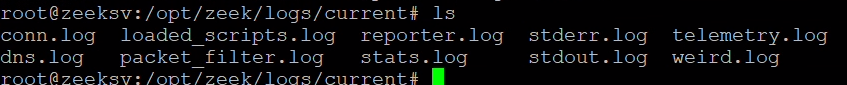 root@zeeksv:/opt/zeek/logs/current# ls
conn.log  loaded_scripts.log  reporter.log  stderr.log  telemetry.log
dns.log   packet_filter.log   stats.log     stdout.log  weird.log
root@zeeksv:/opt/zeek/logs/current#